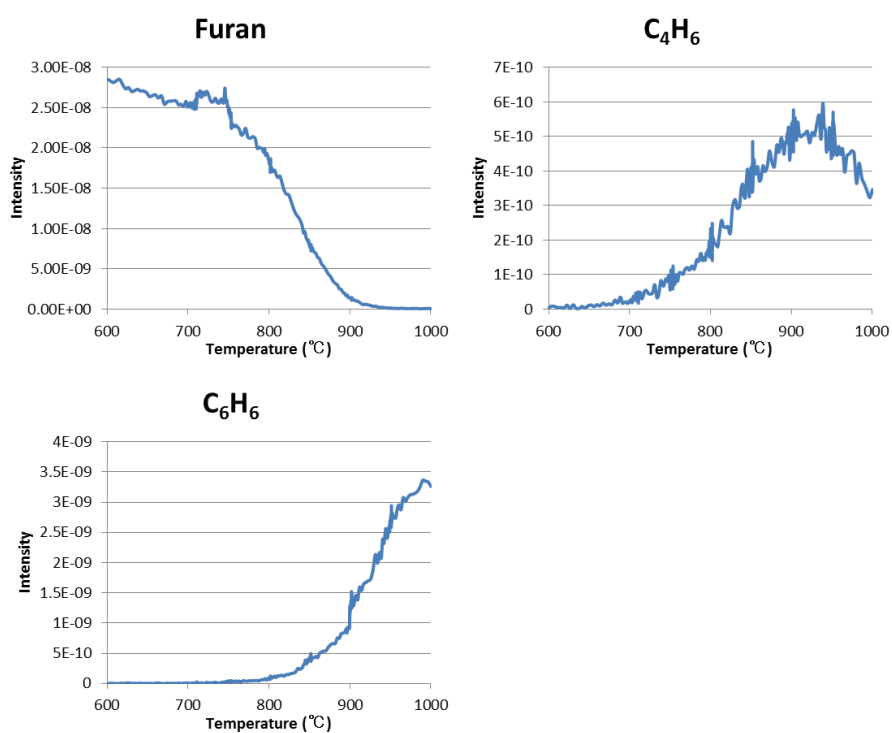 Furan
3.00E-08
2.50E-08
2.00E-08
1.50E-08
1.00E-08
5.00E-09
0.00E+00
Intensity
600 700 800 900 1000
Temperature (℃)
C₄H₆
7E-10
6E-10
5E-10
4E-10
3E-10
2E-10
1E-10
0
Intensity
600 700 800 900 1000
Temperature (℃)
C₆H₆
4E-09
3.5E-09
3E-09
2.5E-09
2E-09
1.5E-09
1E-09
5E-10
0
Intensity
600 700 800 900 1000
Temperature (℃)